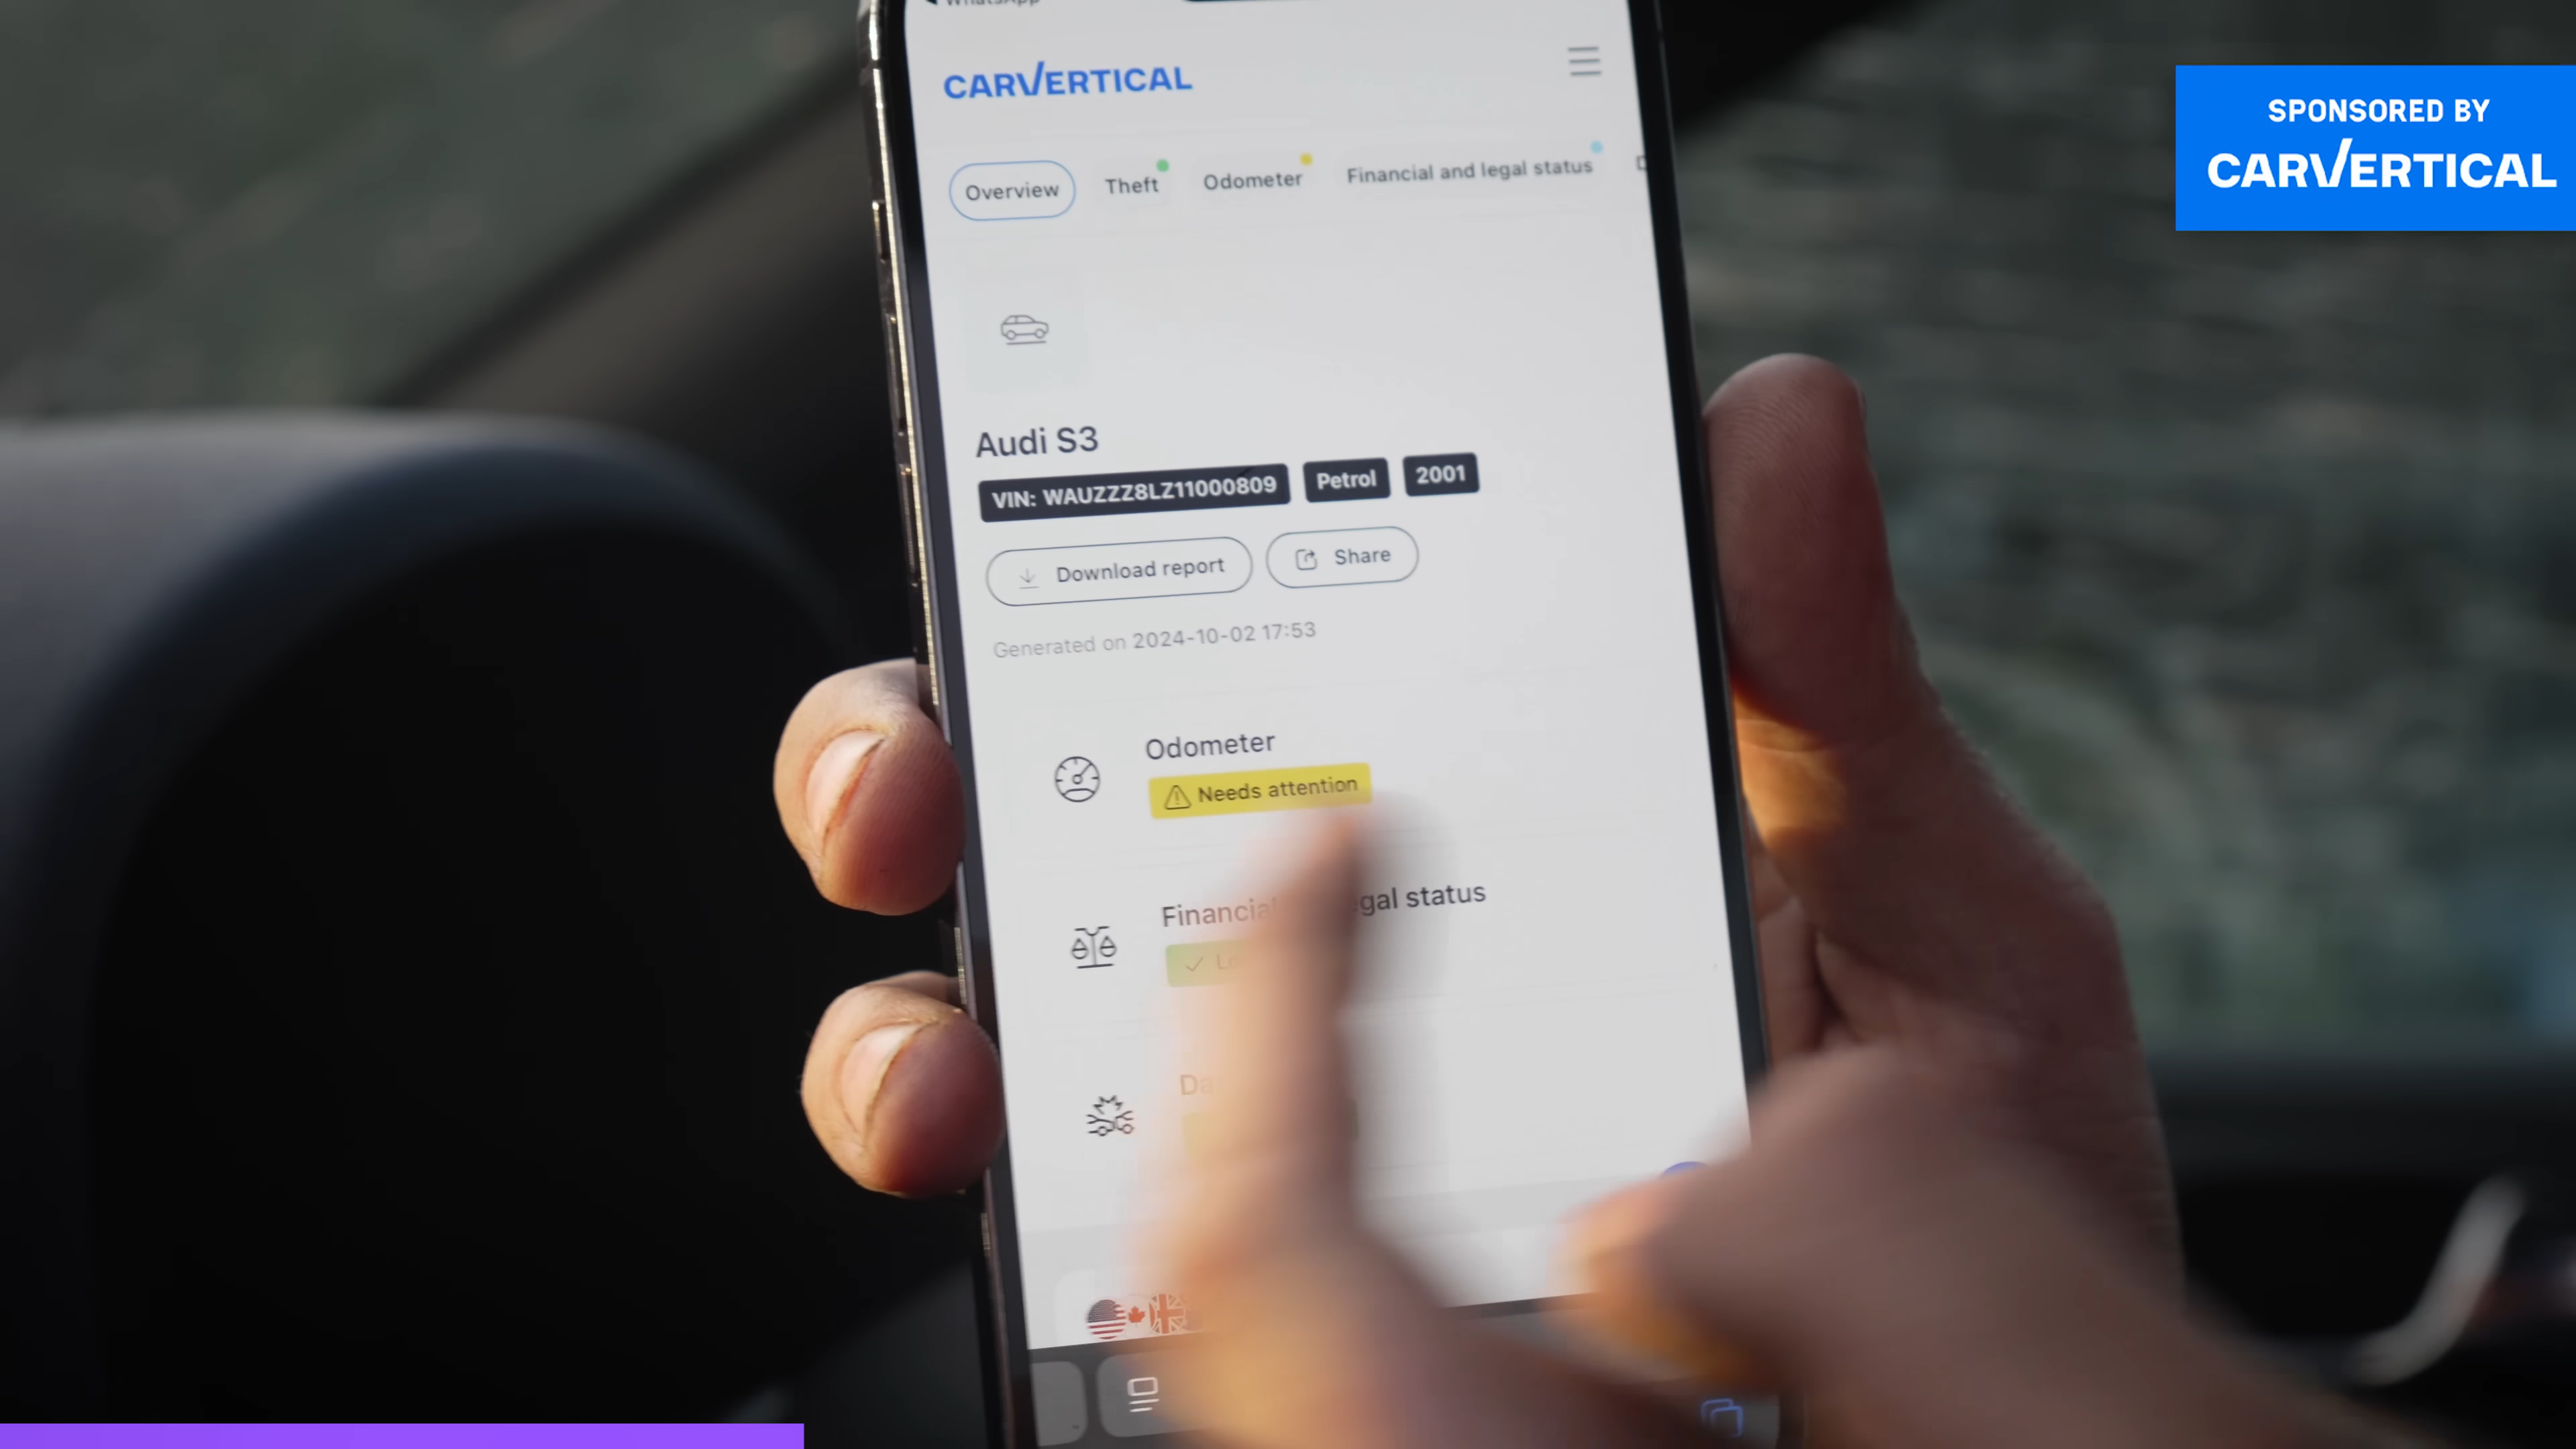 WhatsApp
CARVERTICAL
SPONSORED BY
CARVERTICAL
Overview
Theft
Odometer
Financial and legal status
Audi S3
VIN: WAUZZZ8LZ11000809
Petrol
2001
Download report
Share
Generated on 2024-10-02 17:53
Odometer
Needs attention
status